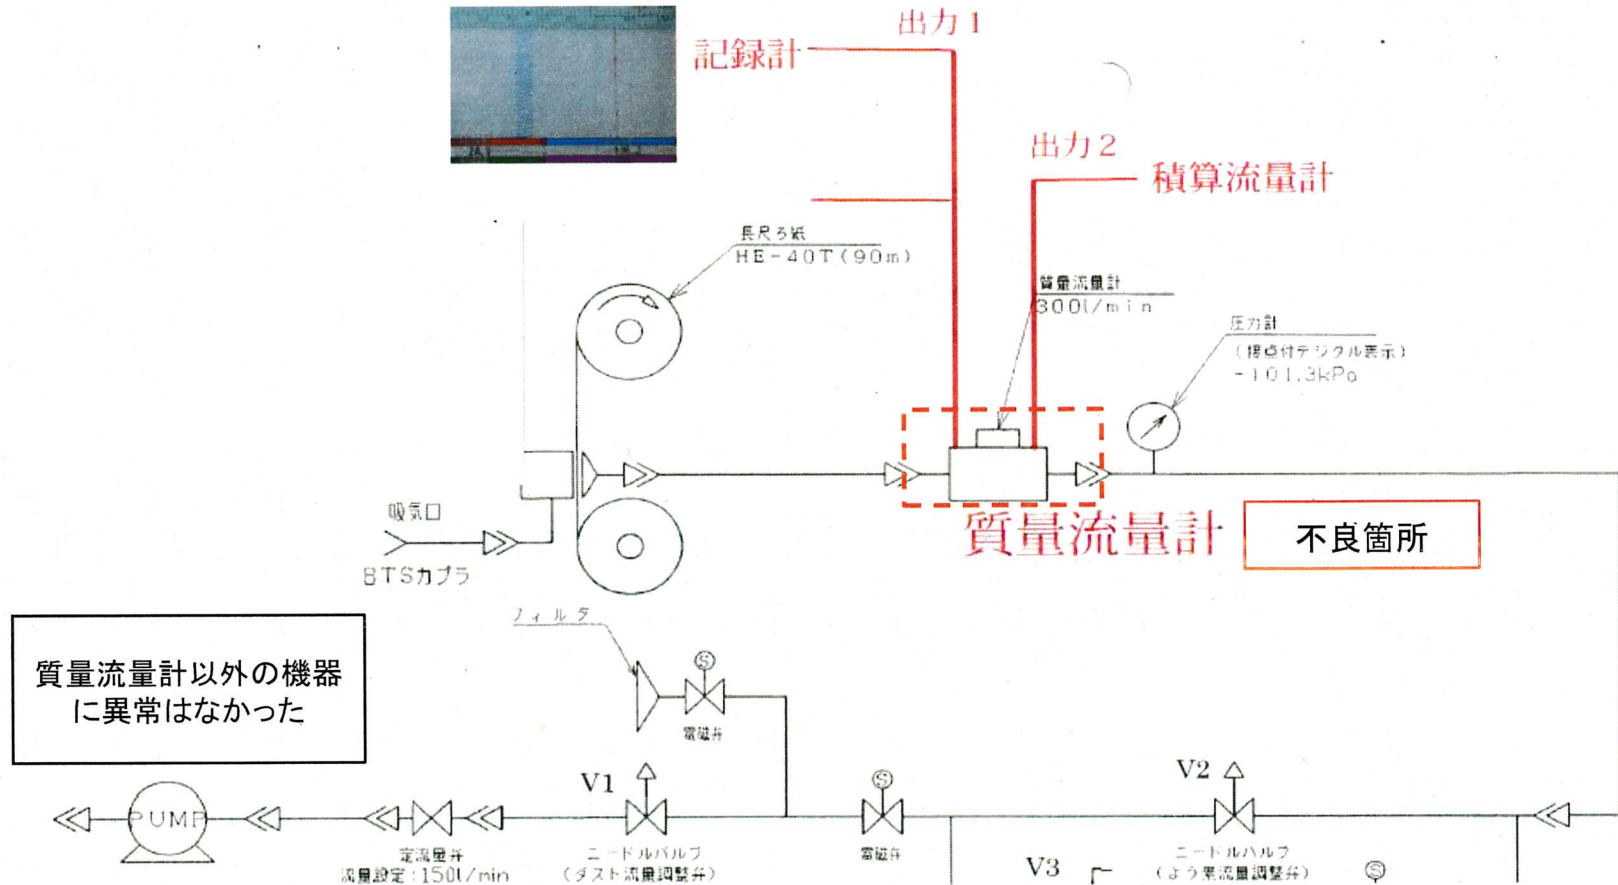 出力1
記録計
出力2
積算流量計
長尺ろ紙
HE-40T(90m)
質量流量計
300l/min
圧力計
(接点付デジタル表示)
-101.3kPa
吸気口
BTSカプラ
質量流量計
不良箇所
フィルタ
質量流量計以外の機器
に異常はなかった
S
電磁弁
V1
S
V2
PUMP
定流量弁
流量設定:150l/min
ニードルバルブ
(ダスト流量調整弁)
電磁弁
V3
ニードルバルブ
(よう素流量調整弁)
S